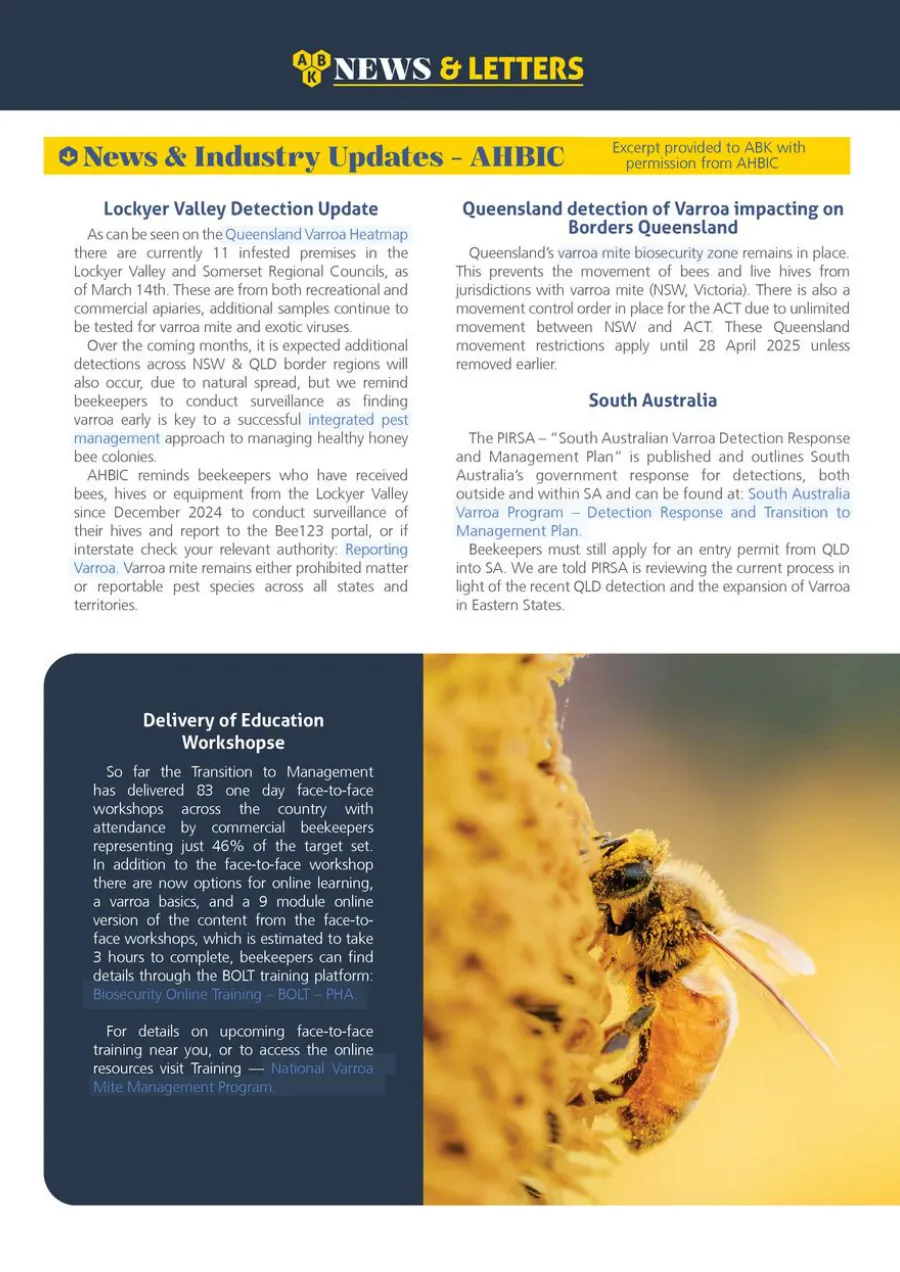 A B K
NEWS & LETTERS
News & Industry Updates - AHBIC
Excerpt provided to ABK with
permission from AHBIC
Lockyer Valley Detection Update
As can be seen on the Queensland Varroa Heatmap
there are currently 11 infested premises in the
Lockyer Valley and Somerset Regional Councils, as
of March 14th. These are from both recreational and
commercial apiaries, additional samples continue to
be tested for varroa mite and exotic viruses.
Over the coming months, it is expected additional
detections across NSW & QLD border regions will
also occur, due to natural spread, but we remind
beekeepers to conduct surveillance as finding
varroa early is key to a successful integrated pest
management approach to managing healthy honey
bee colonies.
AHBIC reminds beekeepers who have received
bees, hives or equipment from the Lockyer Valley
since December 2024 to conduct surveillance of
their hives and report to the Bee123 portal, or if
interstate check your relevant authority: Reporting
Varroa. Varroa mite remains either prohibited matter
or reportable pest species across all states and
territories.
Queensland detection of Varroa impacting on
Borders Queensland
Queensland's varroa mite biosecurity zone remains in place.
This prevents the movement of bees and live hives from
jurisdictions with varroa mite (NSW, Victoria). There is also a
movement control order in place for the ACT due to unlimited
movement between NSW and ACT. These Queensland
movement restrictions apply until 28 April 2025 unless
removed earlier.
South Australia
The PIRSA – "South Australian Varroa Detection Response
and Management Plan" is published and outlines South
Australia's government response for detections, both
outside and within SA and can be found at: South Australia
Varroa Program – Detection Response and Transition to
Management Plan.
Beekeepers must still apply for an entry permit from QLD
into SA. We are told PIRSA is reviewing the current process in
light of the recent QLD detection and the expansion of Varroa
in Eastern States.
Delivery of Education
Workshopse
So far the Transition to Management
has delivered 83 one day face-to-face
workshops across the country with
attendance by commercial beekeepers
representing just 46% of the target set.
In addition to the face-to-face workshop
there are now options for online learning,
a varroa basics, and a 9 module online
version of the content from the face-to-
face workshops, which is estimated to take
3 hours to complete, beekeepers can find
details through the BOLT training platform:
Biosecurity Online Training – BOLT – PHA.
For details on upcoming face-to-face
training near you, or to access the online
resources visit Training — National Varroa
Mite Management Program.